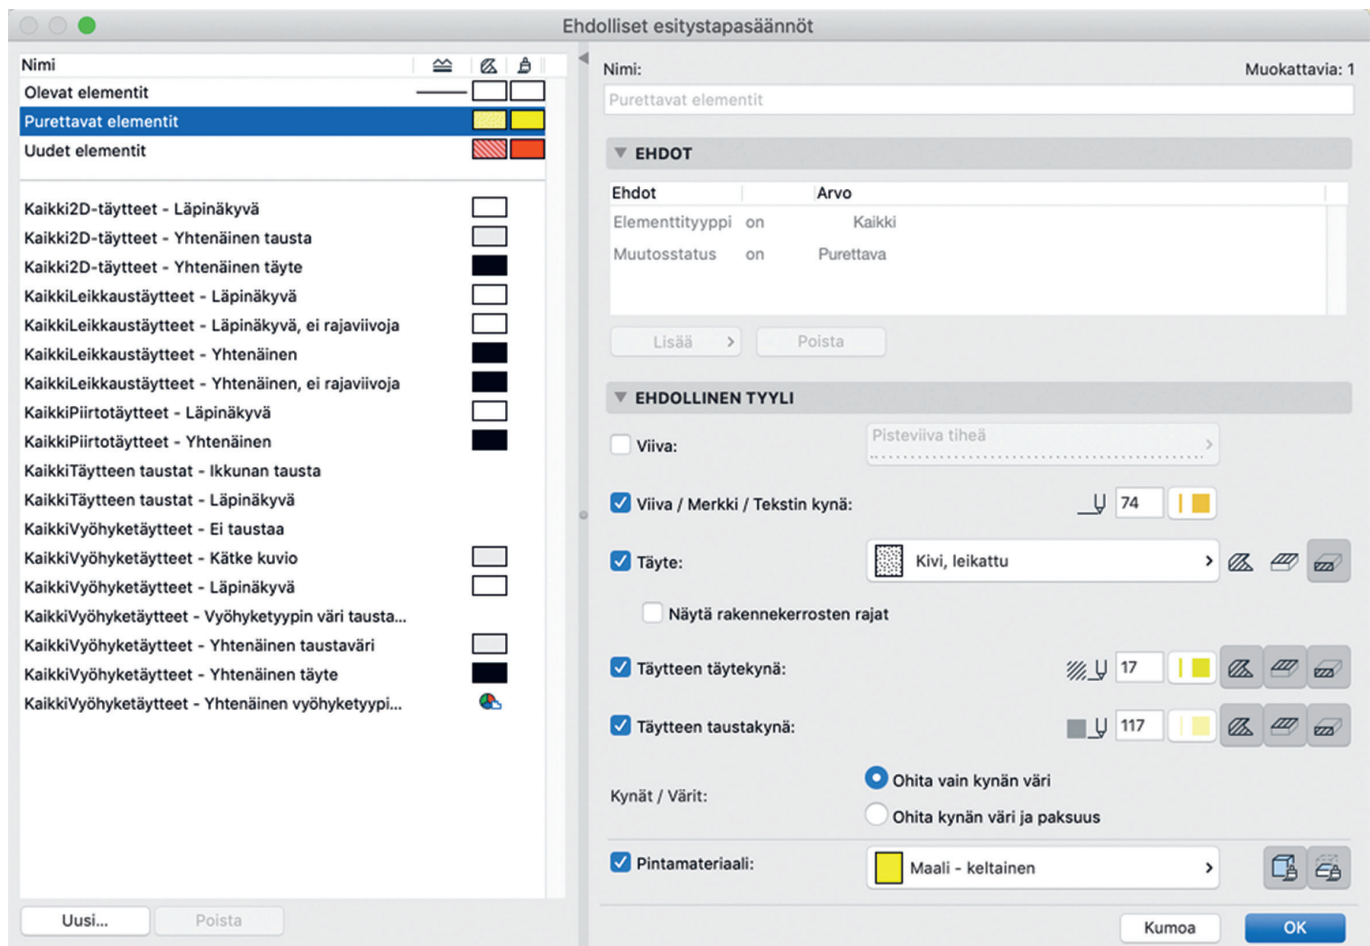 Ehdolliset esitystapasäännöt
Nimi
Olevat elementit
Purettavat elementit
Uudet elementit
Kaikki2D-täytteet - Läpinäkyvä
Kaikki2D-täytteet - Yhtenäinen tausta
Kaikki2D-täytteet - Yhtenäinen täyte
KaikkiLeikkaustäytteet - Läpinäkyvä
KaikkiLeikkaustäytteet - Läpinäkyvä, ei rajaviivoja
KaikkiLeikkaustäytteet - Yhtenäinen
KaikkiLeikkaustäytteet - Yhtenäinen, ei rajaviivoja
KaikkiPiirtotäytteet - Läpinäkyvä
KaikkiPiirtotäytteet - Yhtenäinen
KaikkiTäytteen taustat - Ikkunan tausta
KaikkiTäytteen taustat - Läpinäkyvä
KaikkiVyöhyketäytteet - Ei taustaa
KaikkiVyöhyketäytteet - Kätke kuvio
KaikkiVyöhyketäytteet - Läpinäkyvä
KaikkiVyöhyketäytteet - Vyöhyketyypin väri tausta...
KaikkiVyöhyketäytteet - Yhtenäinen taustaväri
KaikkiVyöhyketäytteet - Yhtenäinen täyte
KaikkiVyöhyketäytteet - Yhtenäinen vyöhyketyypi...
Uusi... Poista
Nimi: Muokattavia: 1
Purettavat elementit
EHDOT
Ehdot Arvo
Elementtityyppi on Kaikki
Muutosstatus on Purettava
Lisää Poista
EHDOLLINEN TYYLI
Viiva: Pisteviiva tiheä
Viiva / Merkki / Tekstin kynä: 74
Täyte: Kivi, leikattu
Näytä rakennekerrosten rajat
Täytteen täytekynä: 17
Täytteen taustakynä: 117
Kynät / Värit: Ohita vain kynän väri
Ohita kynän väri ja paksuus
Pintamateriaali: Maali - keltainen
Kumoa OK